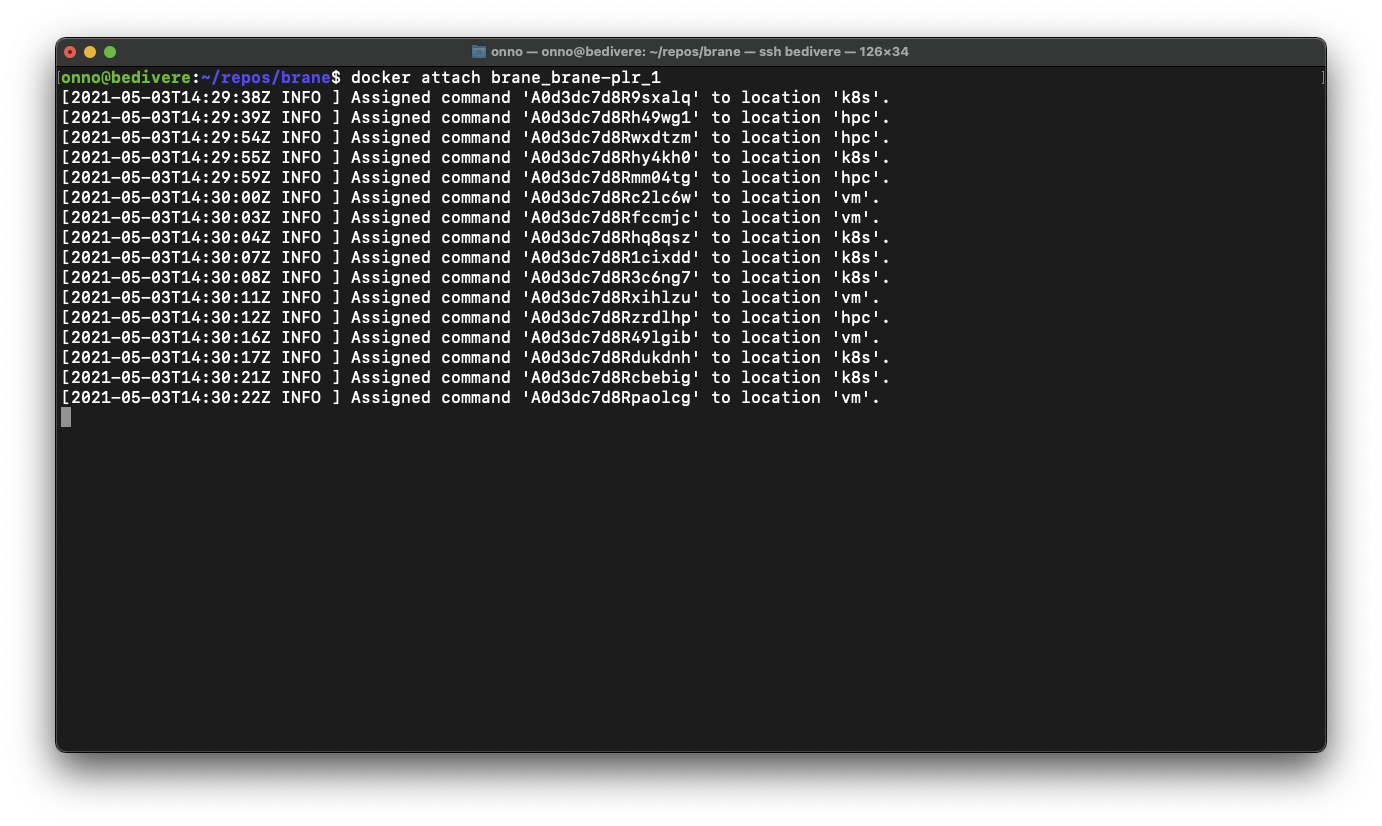 onno — onno@bedivere: ~/repos/brane — ssh bedivere — 126×34
onno@bedivere:~/repos/brane$ docker attach brane_brane-plr_1
[2021-05-03T14:29:38Z INFO ] Assigned command 'A0d3dc7d8R9sxalq' to location 'k8s'.
[2021-05-03T14:29:39Z INFO ] Assigned command 'A0d3dc7d8Rh49wg1' to location 'hpc'.
[2021-05-03T14:29:54Z INFO ] Assigned command 'A0d3dc7d8Rwxdtzm' to location 'hpc'.
[2021-05-03T14:29:55Z INFO ] Assigned command 'A0d3dc7d8Rhy4kh0' to location 'k8s'.
[2021-05-03T14:29:59Z INFO ] Assigned command 'A0d3dc7d8Rmm04tg' to location 'hpc'.
[2021-05-03T14:30:00Z INFO ] Assigned command 'A0d3dc7d8Rc2lc6w' to location 'vm'.
[2021-05-03T14:30:03Z INFO ] Assigned command 'A0d3dc7d8Rfccmjc' to location 'vm'.
[2021-05-03T14:30:04Z INFO ] Assigned command 'A0d3dc7d8Rhq8qsz' to location 'k8s'.
[2021-05-03T14:30:07Z INFO ] Assigned command 'A0d3dc7d8R1cixdd' to location 'k8s'.
[2021-05-03T14:30:08Z INFO ] Assigned command 'A0d3dc7d8R3c6ng7' to location 'k8s'.
[2021-05-03T14:30:11Z INFO ] Assigned command 'A0d3dc7d8Rxihlzu' to location 'vm'.
[2021-05-03T14:30:12Z INFO ] Assigned command 'A0d3dc7d8Rzrdlhp' to location 'hpc'.
[2021-05-03T14:30:16Z INFO ] Assigned command 'A0d3dc7d8R49lgib' to location 'vm'.
[2021-05-03T14:30:17Z INFO ] Assigned command 'A0d3dc7d8Rdukdnh' to location 'k8s'.
[2021-05-03T14:30:21Z INFO ] Assigned command 'A0d3dc7d8Rcbebig' to location 'k8s'.
[2021-05-03T14:30:22Z INFO ] Assigned command 'A0d3dc7d8Rpaolcg' to location 'vm'.